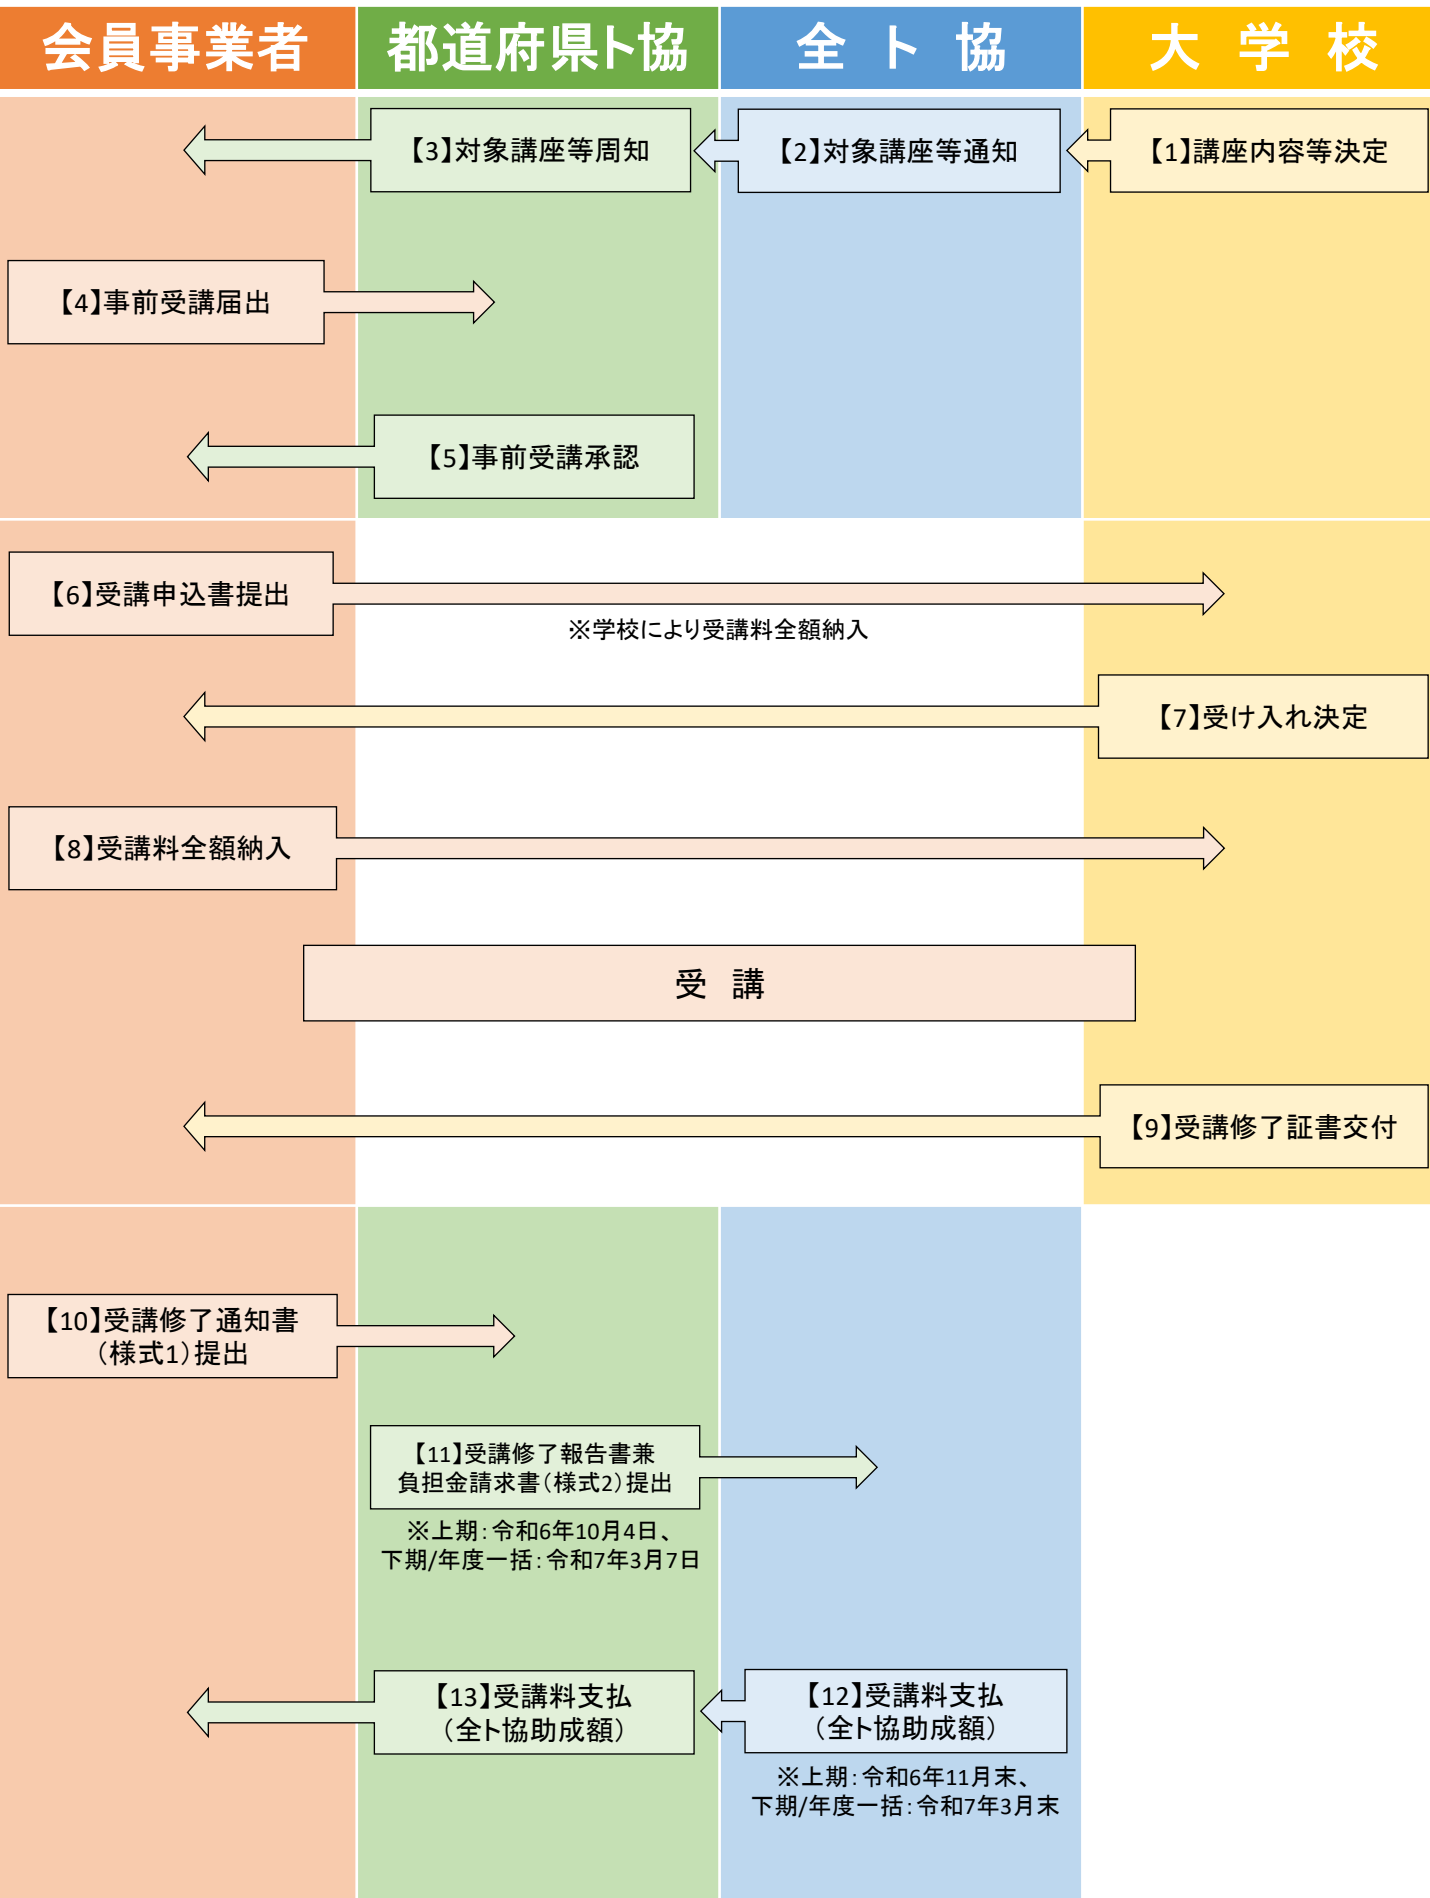 会員事業者
都道府県ト協
全 ト 協
大 学 校
【3】対象講座等周知
【2】対象講座等通知
【1】講座内容等決定
【4】事前受講届出
【5】事前受講承認
【6】受講申込書提出
※学校により受講料全額納入
【7】受け入れ決定
【8】受講料全額納入
受 講
【9】受講修了証書交付
【10】受講修了通知書
(様式1)提出
【11】受講修了報告書兼
負担金請求書(様式2)提出
※上期：令和6年10月4日、
下期/年度一括：令和7年3月7日
【13】受講料支払
(全ト協助成額)
【12】受講料支払
(全ト協助成額)
※上期：令和6年11月末、
下期/年度一括：令和7年3月末